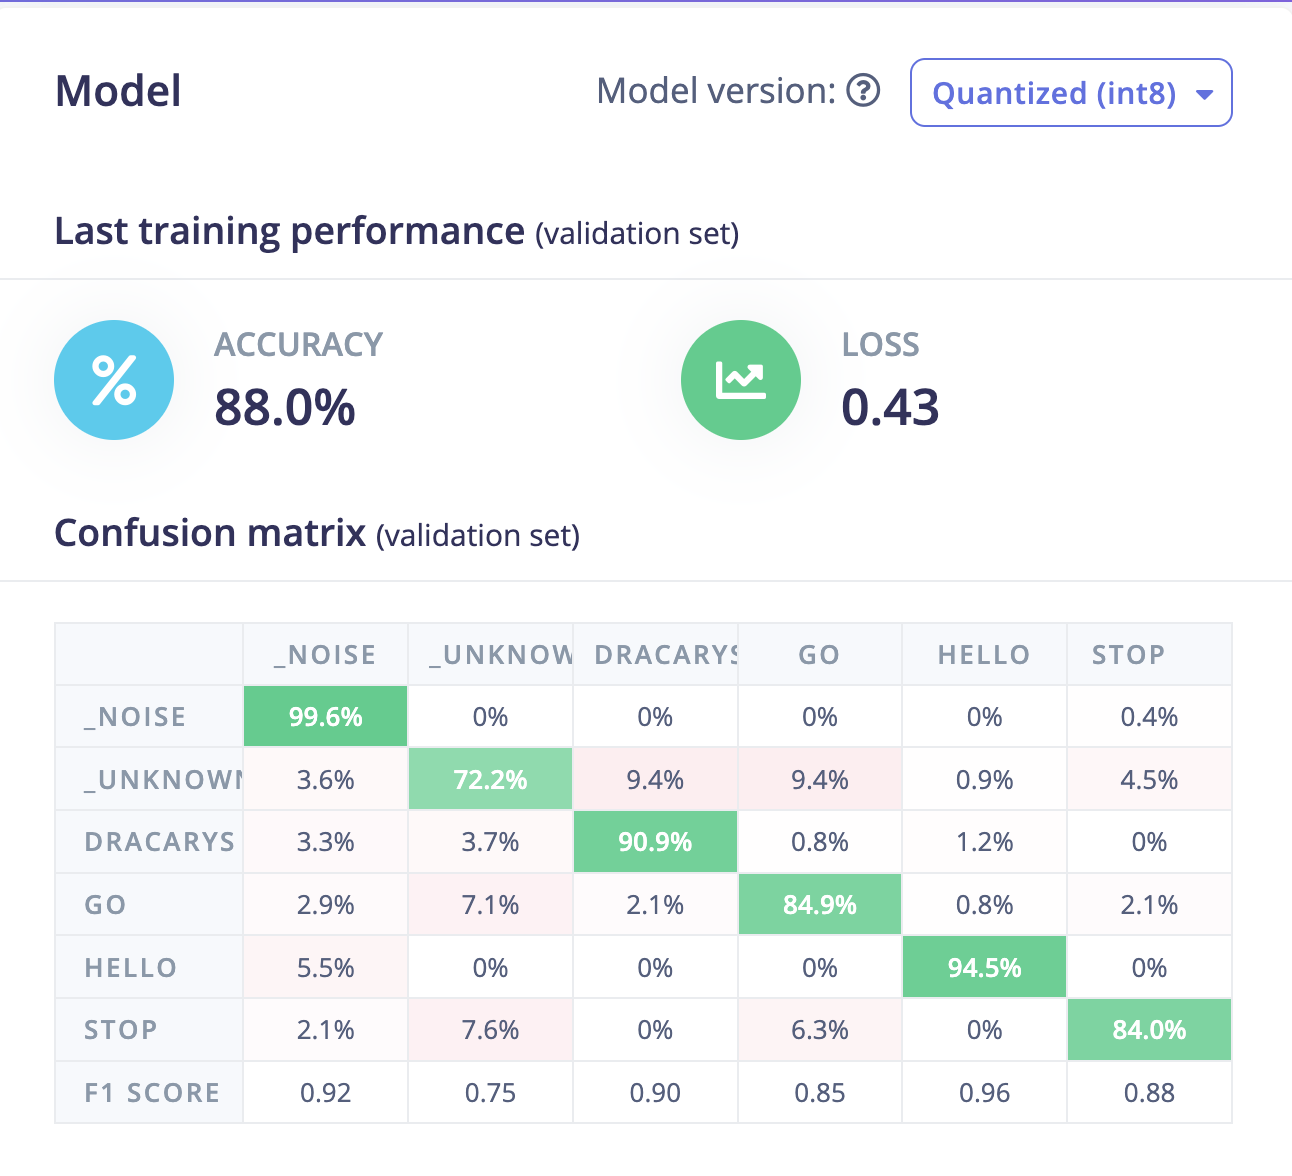 Model
Model version: ? Quantized (int8)
Last training performance (validation set)
% ACCURACY
88.0%
LOSS
0.43
Confusion matrix (validation set)
_NOISE _UNKNOW DRACARYS GO HELLO STOP
_NOISE 99.6% 0% 0% 0% 0% 0.4%
_UNKNOWN 3.6% 72.2% 9.4% 9.4% 0.9% 4.5%
DRACARYS 3.3% 3.7% 90.9% 0.8% 1.2% 0%
GO 2.9% 7.1% 2.1% 84.9% 0.8% 2.1%
HELLO 5.5% 0% 0% 0% 94.5% 0%
STOP 2.1% 7.6% 0% 6.3% 0% 84.0%
F1 SCORE 0.92 0.75 0.90 0.85 0.96 0.88